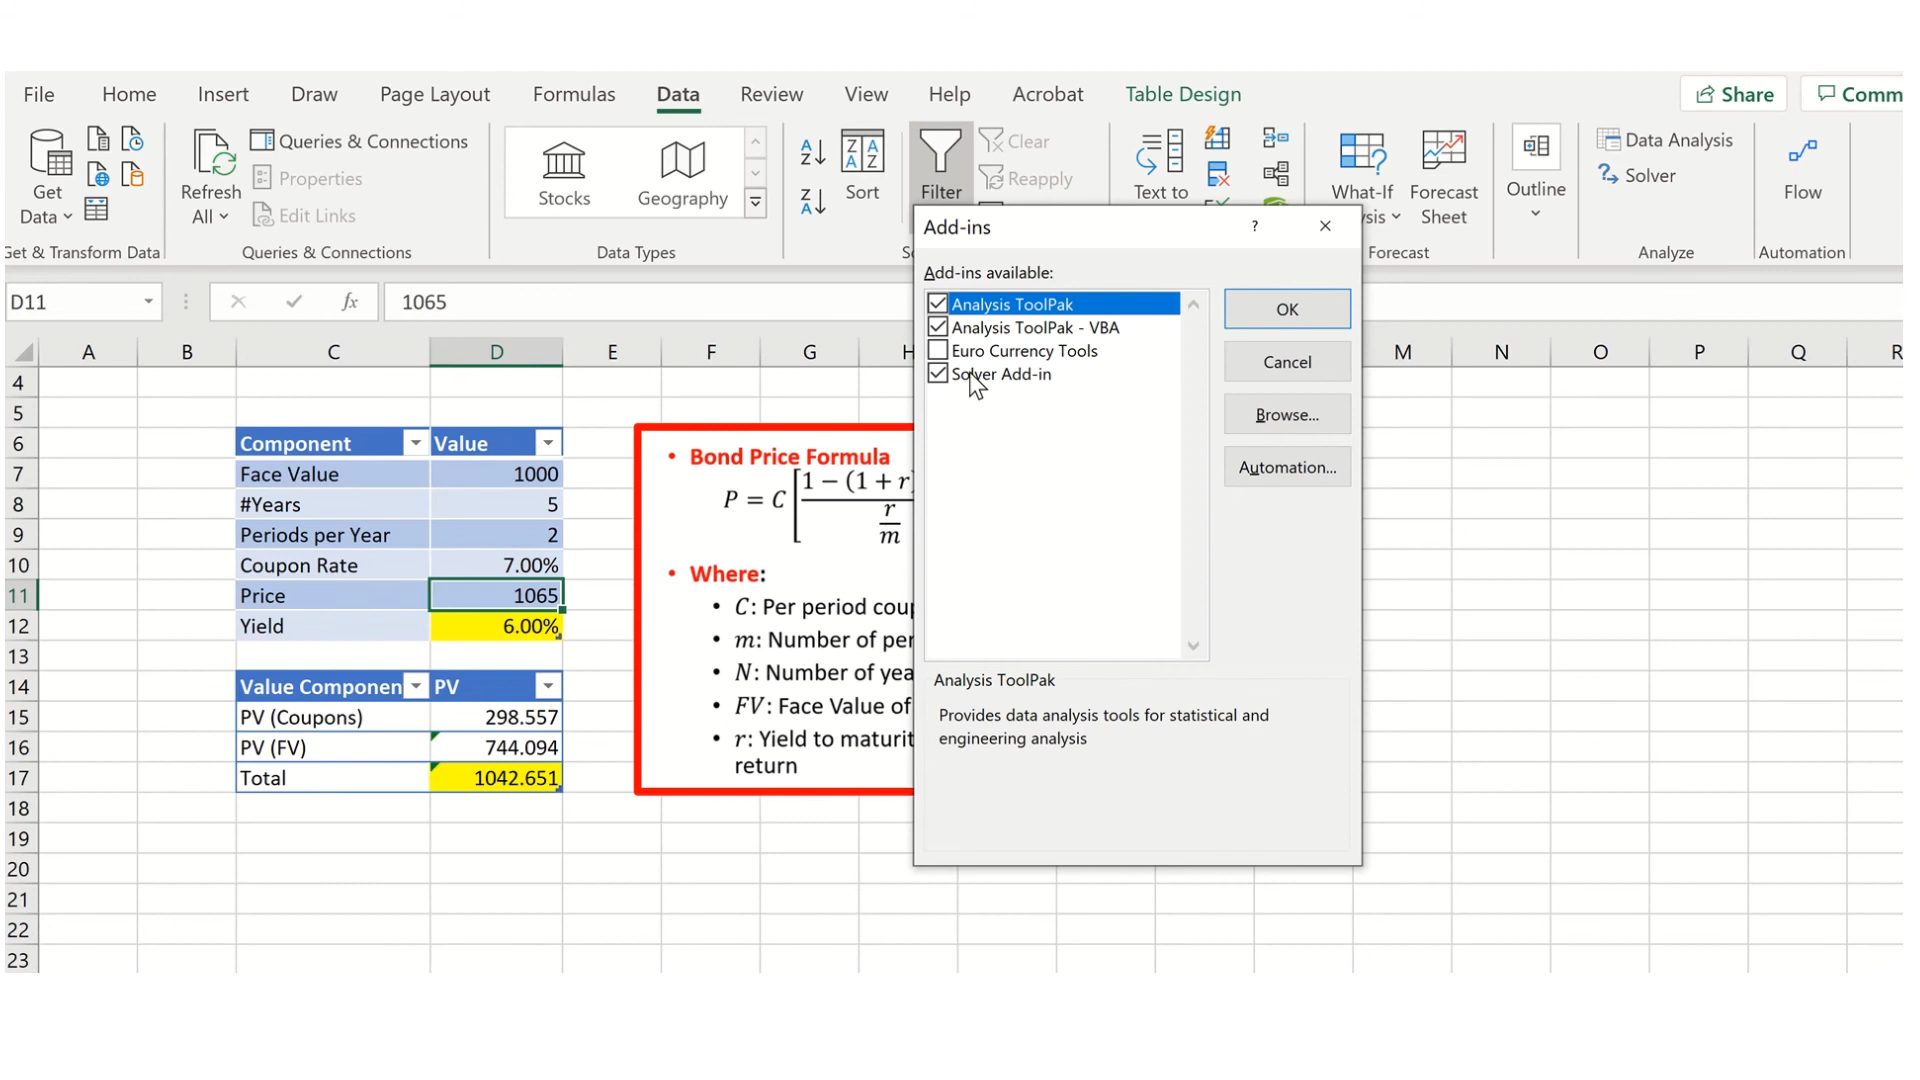 File Home Insert Draw Page Layout Formulas Data Review View Help Acrobat Table Design Share Comm
Get
Data
Refresh
All
Queries & Connections
Properties
Edit Links
Stocks
Geography
Sort
Filter
Clear
Reapply
Text to
What-If
Forecast
Sheet
Outline
Data Analysis
Solver
Flow
Get & Transform Data Queries & Connections Data Types Forecast Analyze Automation
D11 fx 1065
A B C D E F G H M N O P Q R
4
5
6 Component Value
7 Face Value 1000
8 #Years 5
9 Periods per Year 2
10 Coupon Rate 7.00%
11 Price 1065
12 Yield 6.00%
13
14 Value Componen PV
15 PV (Coupons) 298.557
16 PV (FV) 744.094
17 Total 1042.651
18
19
20
21
22
23
• Bond Price Formula
P = C [ 1 − (1 + r
r
m
• Where:
• C: Per period coup
• m: Number of per
• N: Number of yea
• FV: Face Value of
• r: Yield to maturit
return
Add-ins ?
Add-ins available:
Analysis ToolPak
Analysis ToolPak - VBA
Euro Currency Tools
Solver Add-in
OK
Cancel
Browse...
Automation...
Analysis ToolPak
Provides data analysis tools for statistical and
engineering analysis